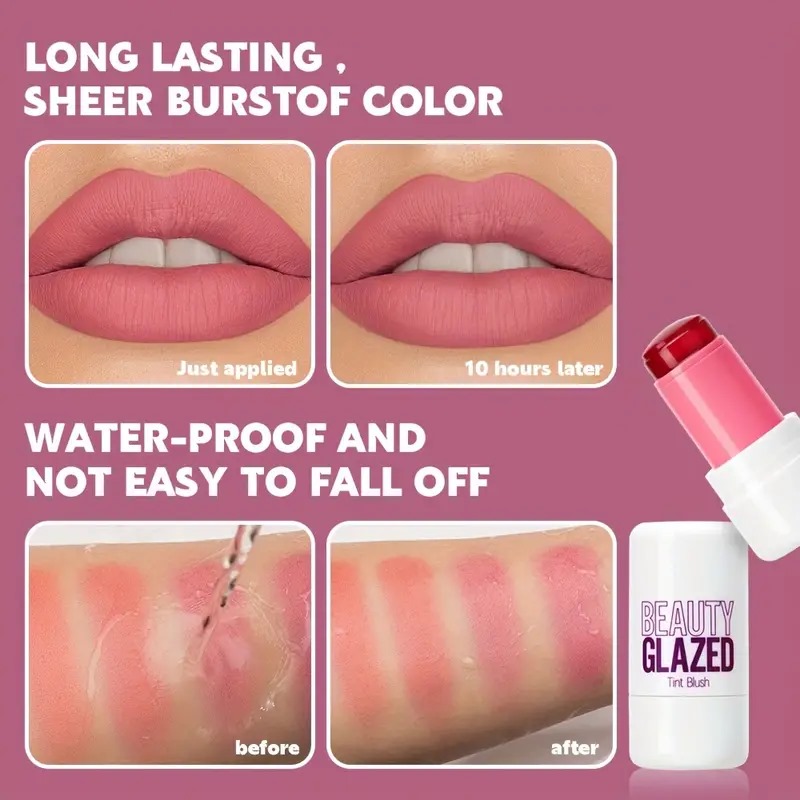 LONG LASTING ,
SHEER BURSTOF COLOR
Just applied
10 hours later
WATER-PROOF AND
NOT EASY TO FALL OFF
before
after
BEAUTY
GLAZED
Tint Blush